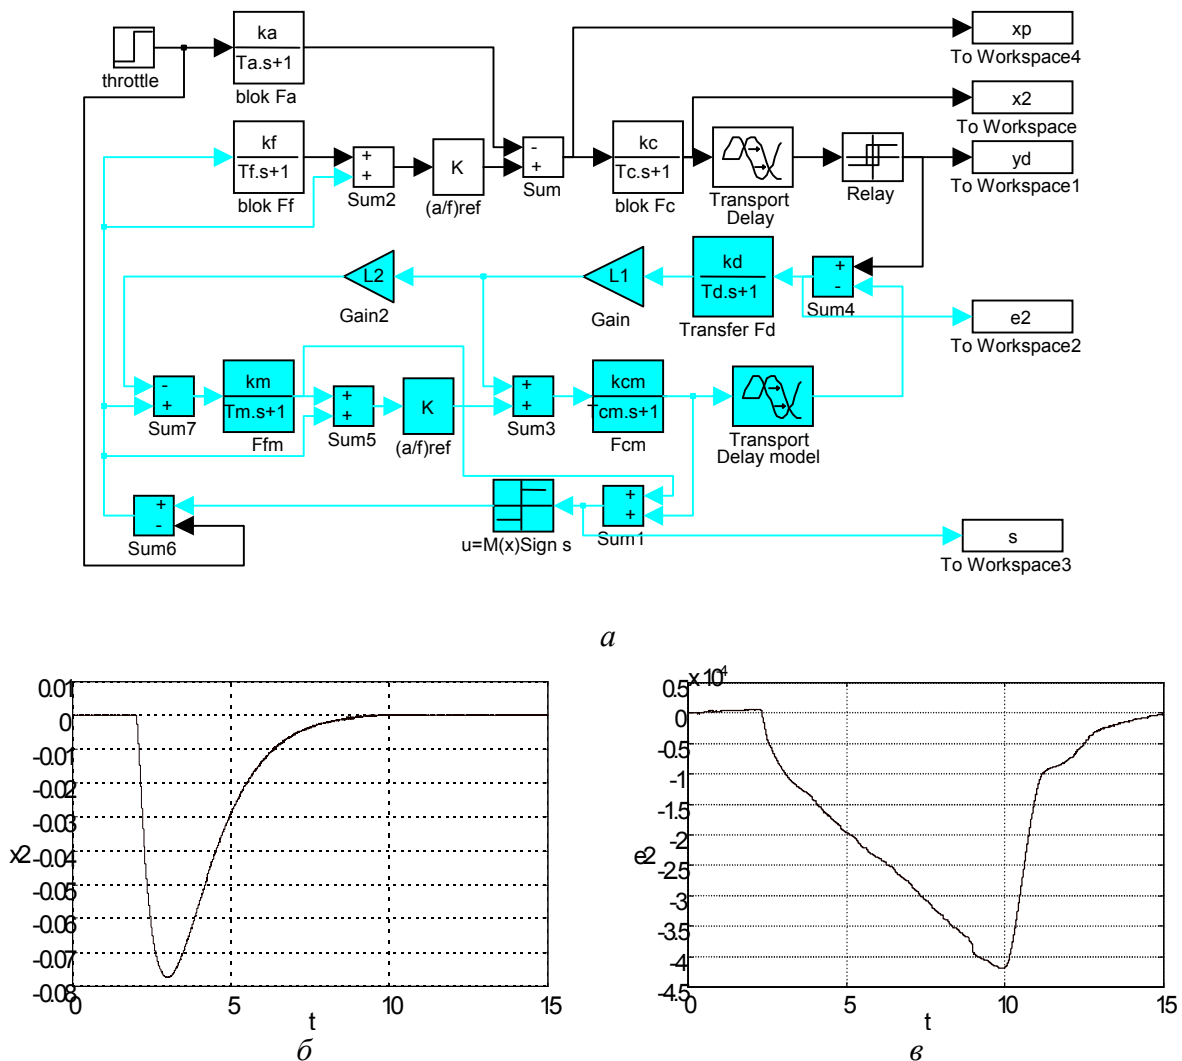 ka
Ta.s+1
blok Fa
throttle
xp
To Workspace4
x2
To Workspace
yd
To Workspace1
kf
Tf.s+1
blok Ff
+
+
Sum2
K
(a/f)ref
-
+
Sum
kc
Tc.s+1
blok Fc
Transport
Delay
Relay
L2
Gain2
L1
Gain
kd
Td.s+1
Transfer Fd
+
-
Sum4
e2
To Workspace2
-
+
Sum7
km
Tm.s+1
Ffm
+
+
Sum5
K
(a/f)ref
+
+
Sum3
kcm
Tcm.s+1
Fcm
Transport
Delay model
+
-
Sum6
u=M(x)Sign s
+
+
Sum1
s
To Workspace3
а
0.01
0
-0.01
-0.02
-0.03
-0.04
-0.05
-0.06
-0.07
-0.08
x2
0
5
10
15
t
б
x 10^4
0.5
0
-0.5
-1
-1.5
-2
-2.5
-3
-3.5
-4
-4.5
e2
0
5
10
15
t
в